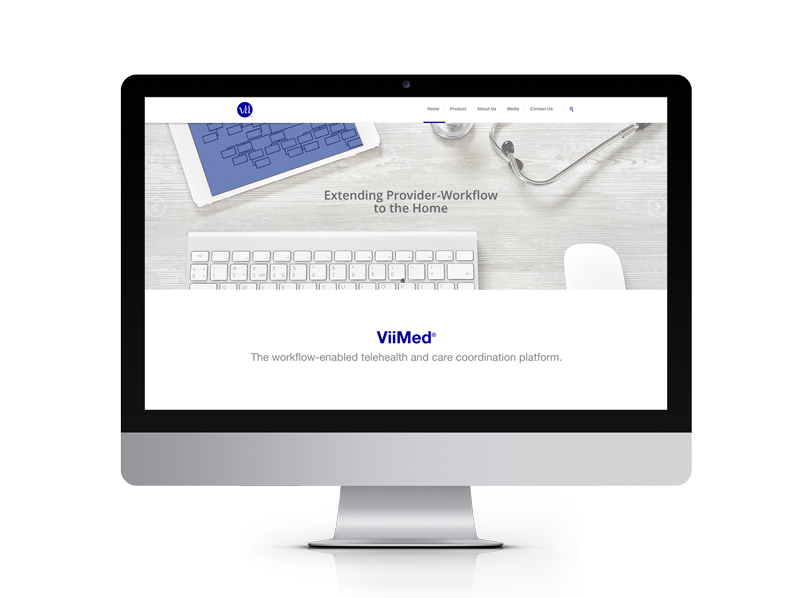 vii
Home
Product
About Us
Media
Contact Us
Extending Provider-Workflow
to the Home
ViiMed®
The workflow-enabled telehealth and care coordination platform.